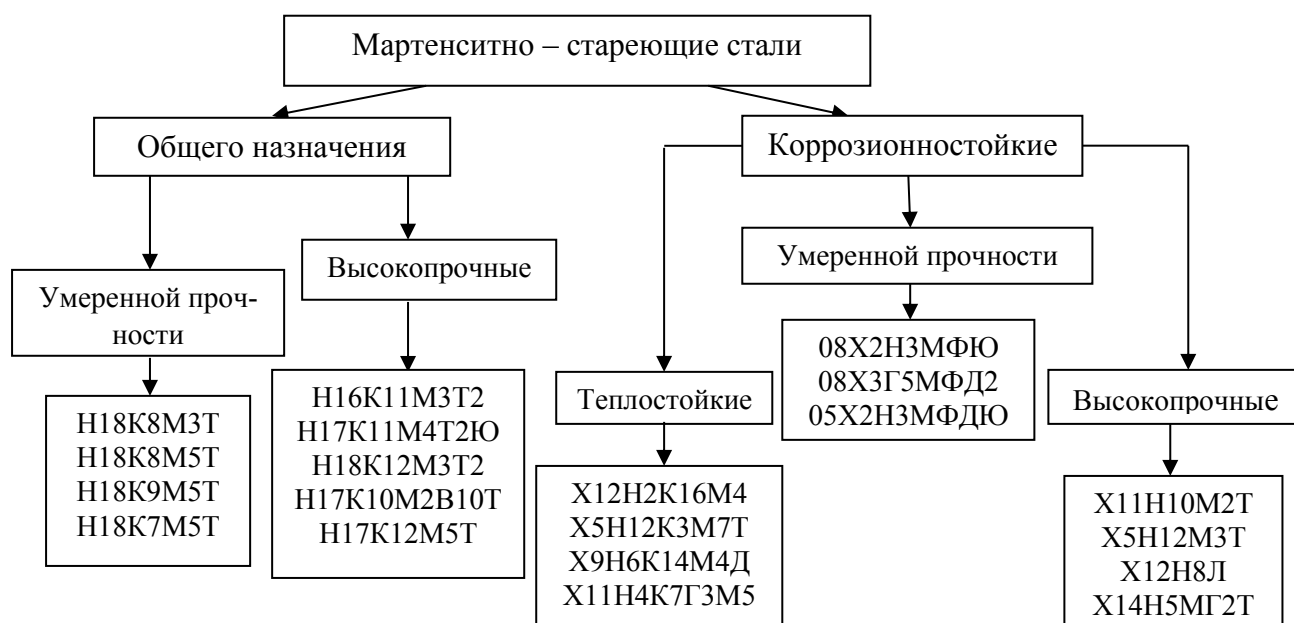 Мартенситно – стареющие стали
Общего назначения
Коррозионностойкие
Умеренной проч-
ности
Высокопрочные
Теплостойкие
Умеренной прочности
Высокопрочные
Н18К8М3Т
Н18К8М5Т
Н18К9М5Т
Н18К7М5Т
Н16К11М3Т2
Н17К11М4Т2Ю
Н18К12М3Т2
Н17К10М2В10Т
Н17К12М5Т
Х12Н2К16М4
Х5Н12К3М7Т
Х9Н6К14М4Д
Х11Н4К7Г3М5
08Х2Н3МФЮ
08Х3Г5МФД2
05Х2Н3МФДЮ
Х11Н10М2Т
Х5Н12М3Т
Х12Н8Л
Х14Н5МГ2Т